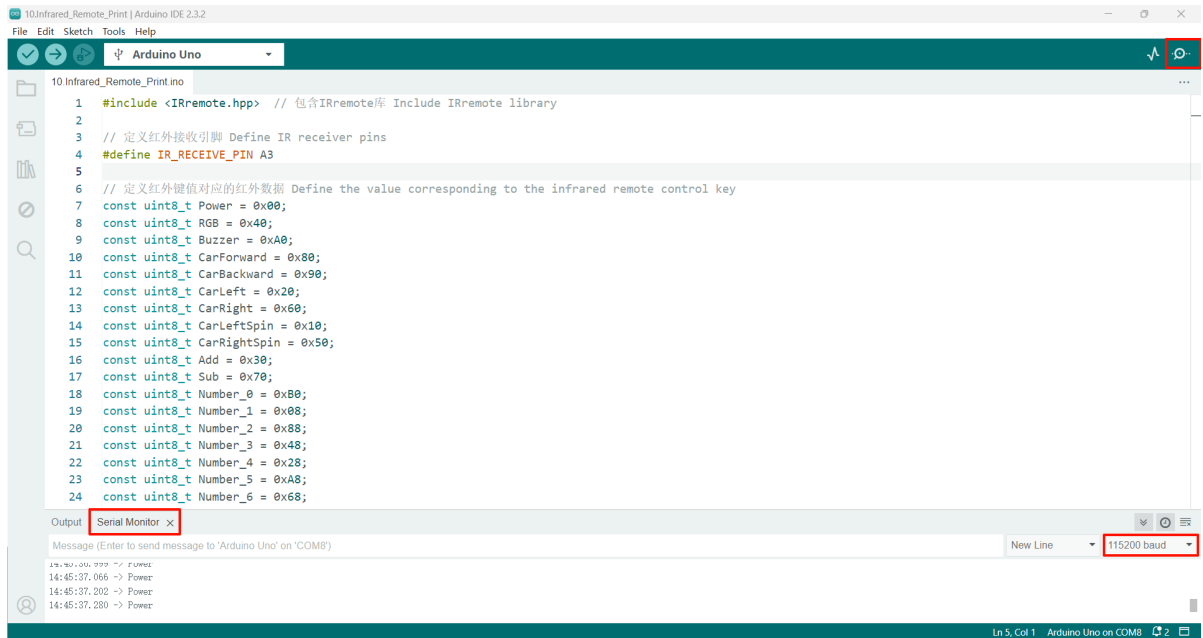 10.Infrared_Remote_Print | Arduino IDE 2.3.2
File Edit Sketch Tools Help
Arduino Uno
10.Infrared_Remote_Print.ino
1 #include <IRremote.hpp> // 包含IRremote库 Include IRremote library
2
3 // 定义红外接收引脚 Define IR receiver pins
4 #define IR_RECEIVE_PIN A3
5
6 // 定义红外键值对应的红外数据 Define the value corresponding to the infrared remote control key
7 const uint8_t Power = 0x00;
8 const uint8_t RGB = 0x40;
9 const uint8_t Buzzer = 0xA0;
10 const uint8_t CarForward = 0x80;
11 const uint8_t CarBackward = 0x90;
12 const uint8_t CarLeft = 0x20;
13 const uint8_t CarRight = 0x60;
14 const uint8_t CarLeftSpin = 0x10;
15 const uint8_t CarRightSpin = 0x50;
16 const uint8_t Add = 0x30;
17 const uint8_t Sub = 0x70;
18 const uint8_t Number_0 = 0xB0;
19 const uint8_t Number_1 = 0x08;
20 const uint8_t Number_2 = 0x88;
21 const uint8_t Number_3 = 0x48;
22 const uint8_t Number_4 = 0x28;
23 const uint8_t Number_5 = 0xA8;
24 const uint8_t Number_6 = 0x68;
Output Serial Monitor
Message (Enter to send message to 'Arduino Uno' on 'COM8')
New Line 115200 baud
14:45:36.999 -> Power
14:45:37.066 -> Power
14:45:37.202 -> Power
14:45:37.280 -> Power
Ln 5, Col 1 Arduino Uno on COM8 2